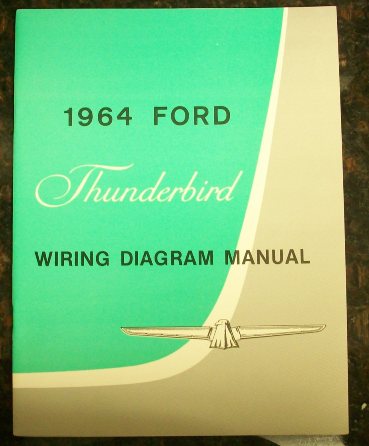 1964 FORD
Thunderbird
WIRING DIAGRAM MANUAL